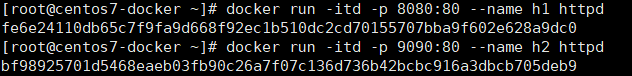 [root@centos7-docker ~]# docker run -itd -p 8080:80 --name h1 httpd
fe6e24110db65c7f9fa9d668f92ec1b510dc2cd70155707bba9f602e628a9dc0
[root@centos7-docker ~]# docker run -itd -p 9090:80 --name h2 httpd
bf98925701d5468eaeb03fb90c26a7f07c136d736b42bcbc916a3dbcb705deb9